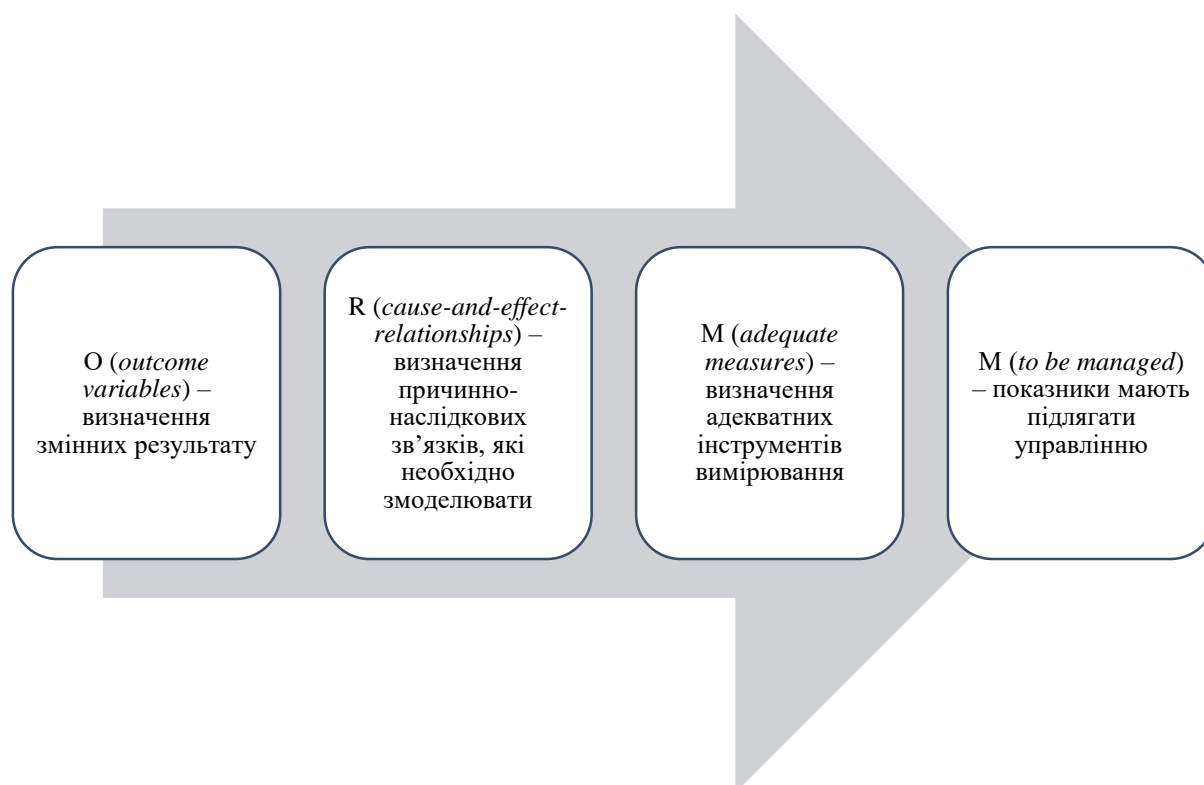 O (outcome
variables) –
визначення
змінних результату
R (cause-and-effect-
relationships) –
визначення
причинно-
наслідкових
зв’язків, які
необхідно
змоделювати
M (adequate
measures) –
визначення
адекватних
інструментів
вимірювання
M (to be managed)
– показники мають
підлягати
управлінню